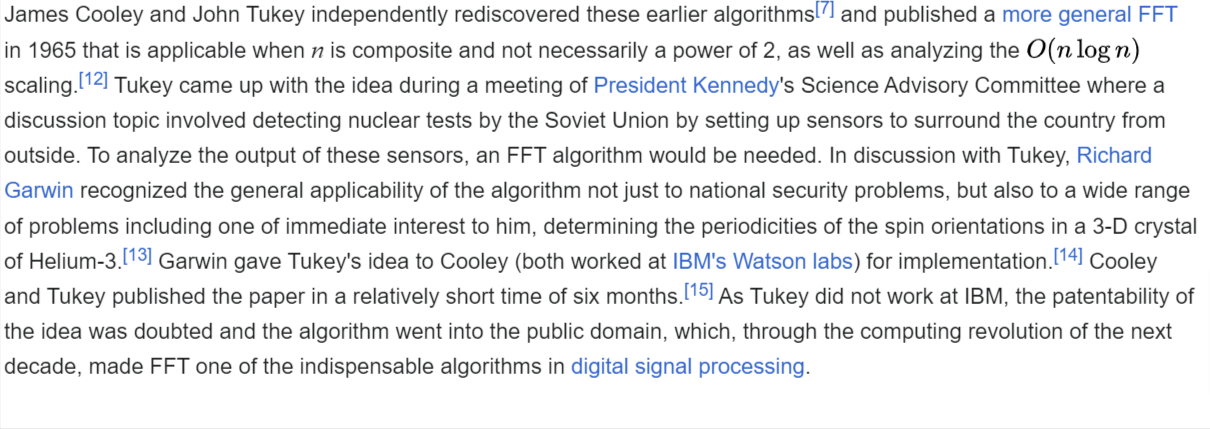 James Cooley and John Tukey independently rediscovered these earlier algorithms[7] and published a more general FFT
in 1965 that is applicable when n is composite and not necessarily a power of 2, as well as analyzing the O(n log n)
scaling.[12] Tukey came up with the idea during a meeting of President Kennedy's Science Advisory Committee where a
discussion topic involved detecting nuclear tests by the Soviet Union by setting up sensors to surround the country from
outside. To analyze the output of these sensors, an FFT algorithm would be needed. In discussion with Tukey, Richard
Garwin recognized the general applicability of the algorithm not just to national security problems, but also to a wide range
of problems including one of immediate interest to him, determining the periodicities of the spin orientations in a 3-D crystal
of Helium-3.[13] Garwin gave Tukey's idea to Cooley (both worked at IBM's Watson labs) for implementation.[14] Cooley
and Tukey published the paper in a relatively short time of six months.[15] As Tukey did not work at IBM, the patentability of
the idea was doubted and the algorithm went into the public domain, which, through the computing revolution of the next
decade, made FFT one of the indispensable algorithms in digital signal processing.